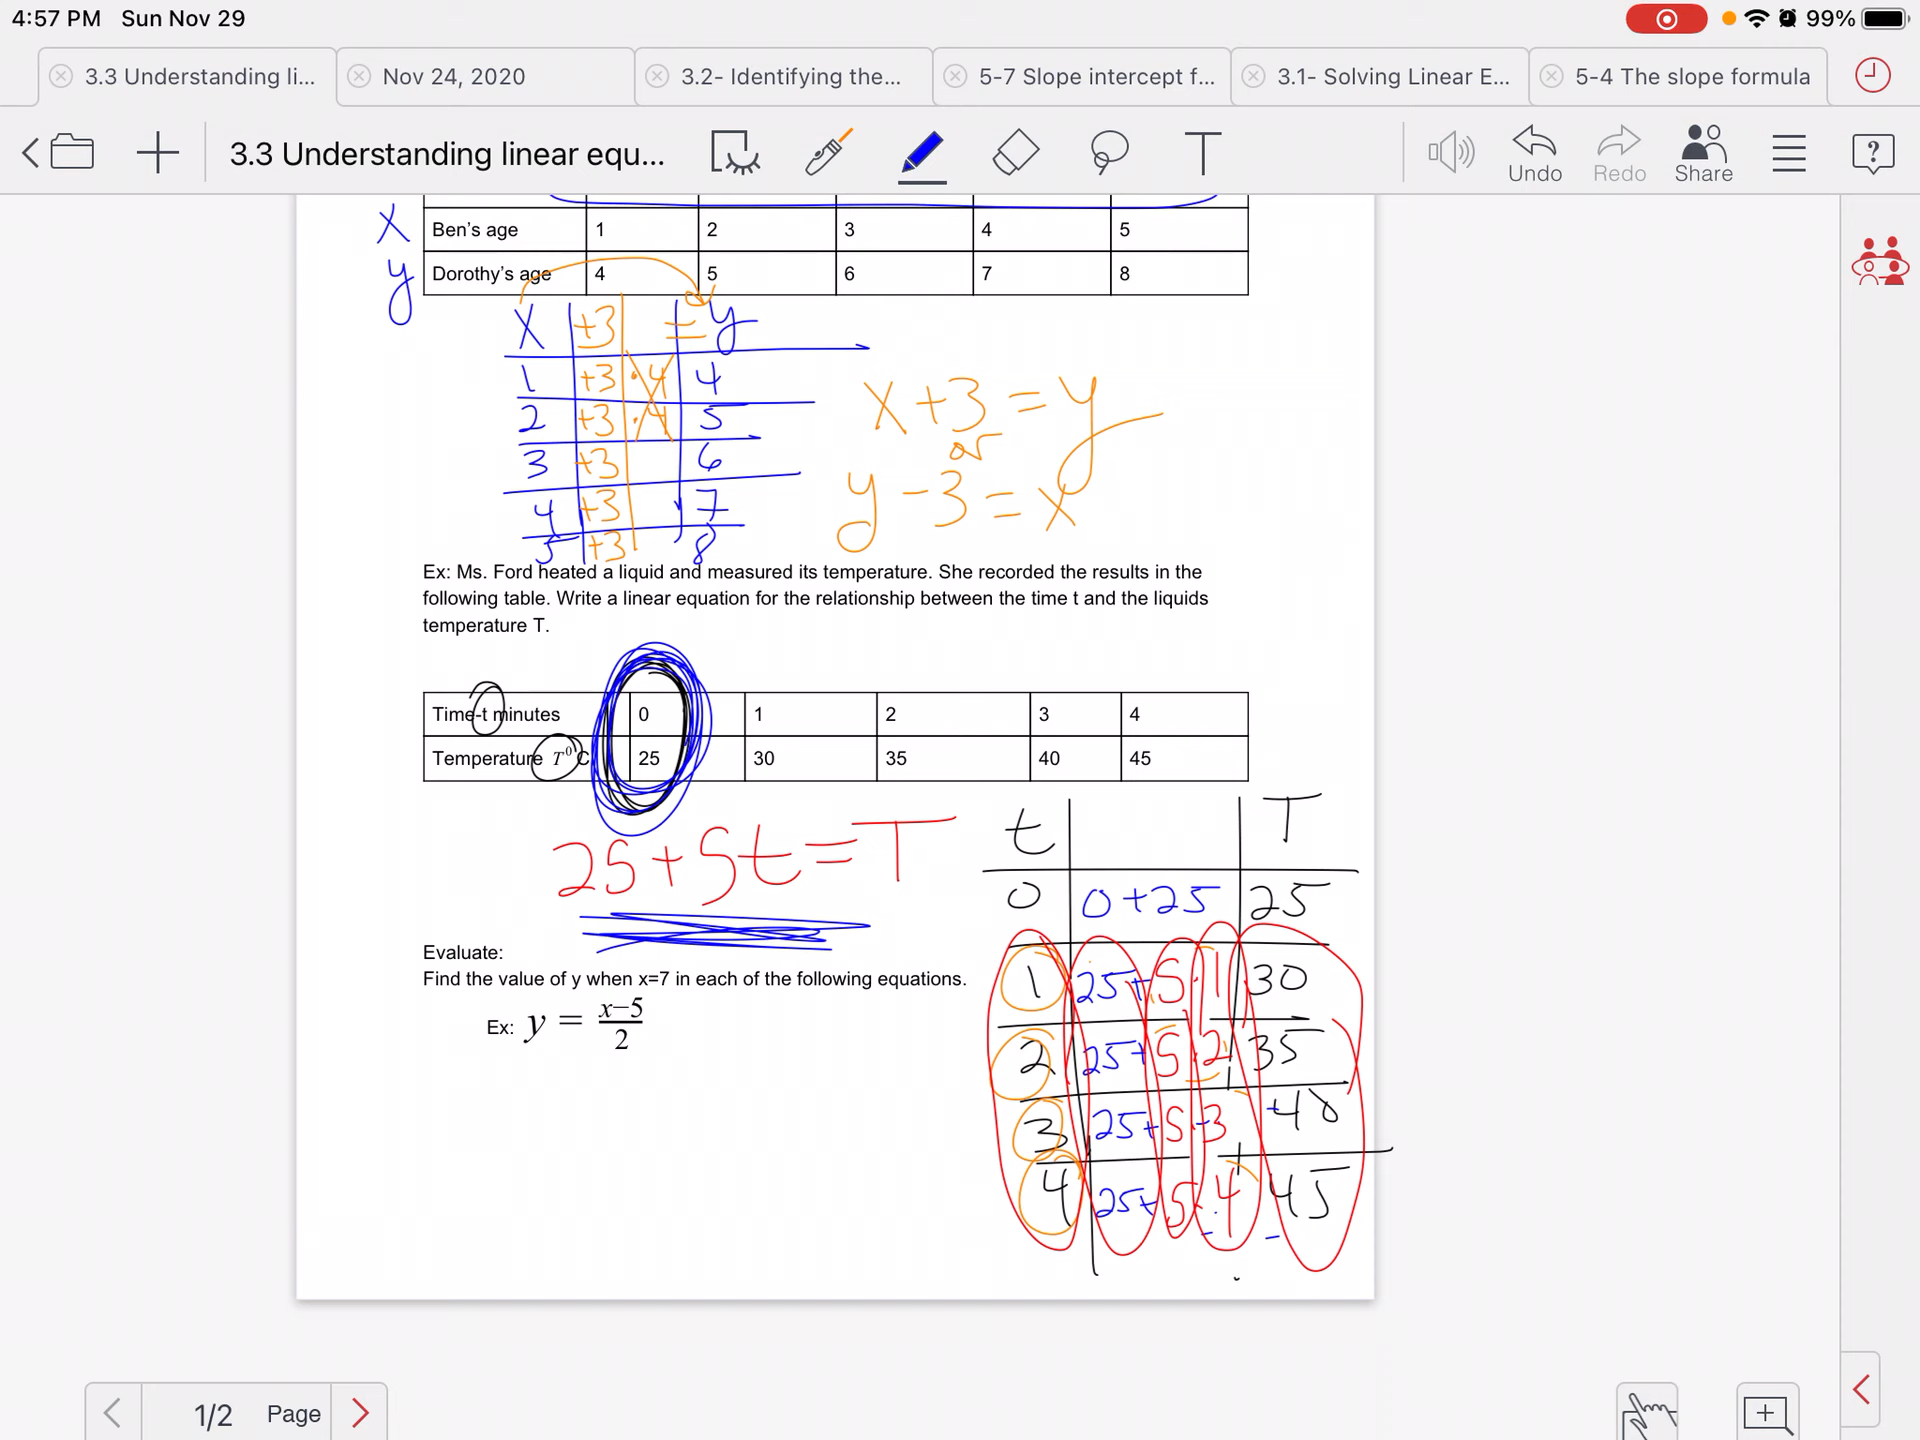 4:57 PM Sun Nov 29 99%
3.3 Understanding li... Nov 24, 2020 3.2- Identifying the... 5-7 Slope intercept f... 3.1- Solving Linear E... 5-4 The slope formula
3.3 Understanding linear equ... T Undo Redo Share ?
x Ben's age 1 2 3 4 5
y Dorothy's age 4 5 6 7 8
x +3 = y
1 +3 ·4 4
2 +3 ·4 5
3 +3 6
4 +3 7
5 +3 8
x+3=y
or
y-3=x
Ex: Ms. Ford heated a liquid and measured its temperature. She recorded the results in the
following table. Write a linear equation for the relationship between the time t and the liquids
temperature T.
Time-t minutes 0 1 2 3 4
Temperature T⁰C 25 30 35 40 45
25+5t=T
t T
0 0+25 25
1 25+5·1 30
2 25+5·2 35
3 25+5·3 40
4 25+5·4 45
Evaluate:
Find the value of y when x=7 in each of the following equations.
Ex: y = x-5/2
1/2 Page